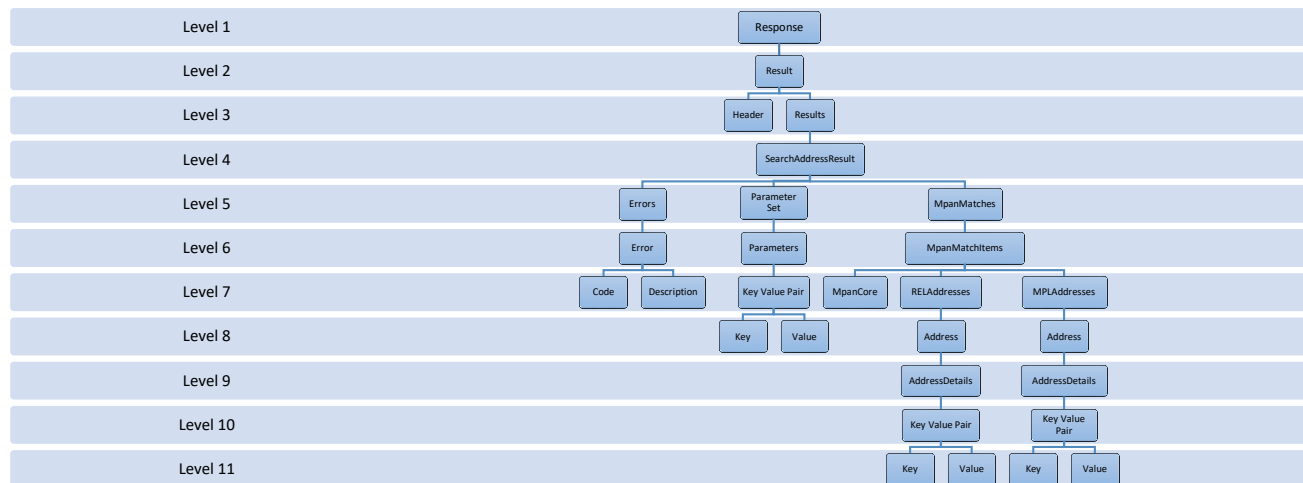 Level 1
Response
Level 2
Result
Level 3
Header
Results
Level 4
SearchAddressResult
Level 5
Errors
Parameter
Set
MpanMatches
Level 6
Error
Parameters
MpanMatchItems
Level 7
Code
Description
Key Value Pair
MpanCore
RELAddresses
MPLAddresses
Level 8
Key
Value
Address
Address
Level 9
AddressDetails
AddressDetails
Level 10
Key Value Pair
Key Value
Pair
Level 11
Key
Value
Key
Value